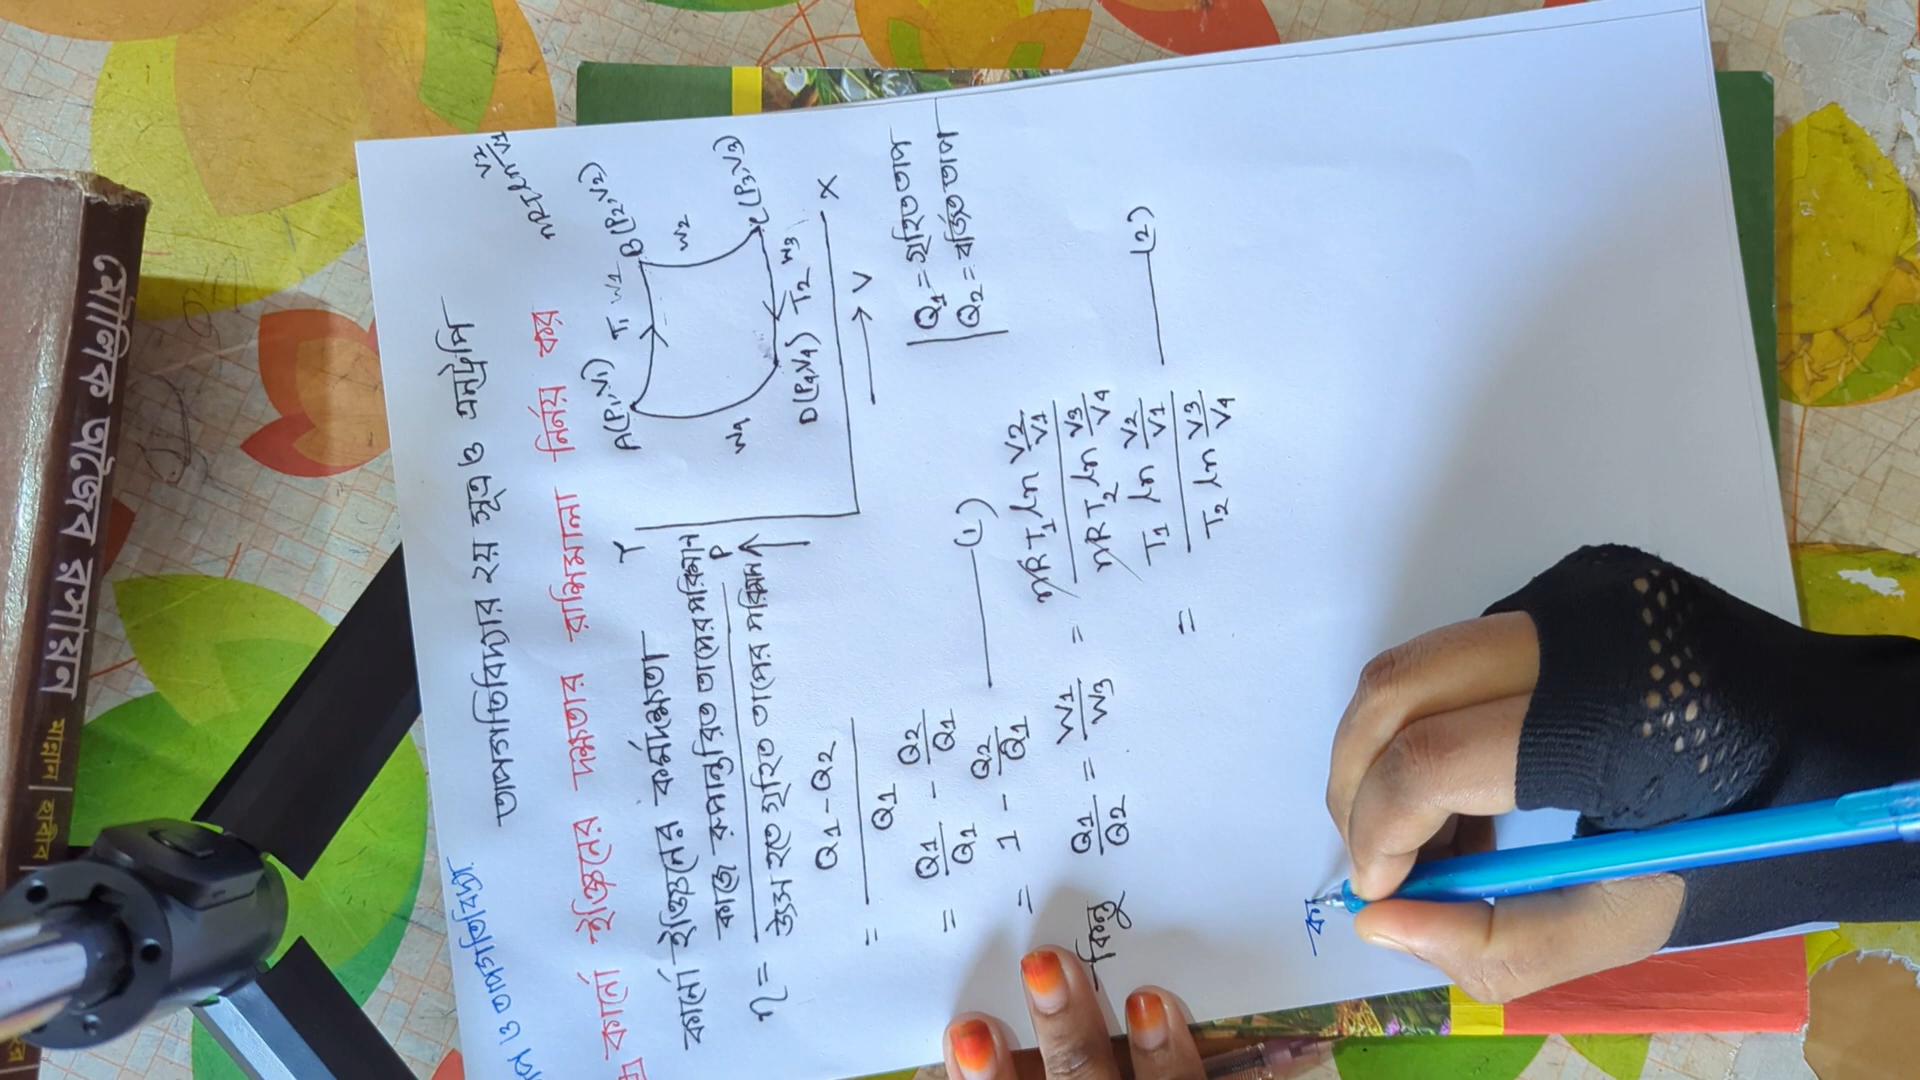 ও তাপগতিবিদ্যা
তাপগতিবিদ্যার ২য় সূত্র ও এনট্রপি
কার্নো ইঞ্জিনের দক্ষতার রাশিমালা নির্নয় কর
nRT₁ ln V2/V1
কার্নো ইঞ্জিনের কর্মদক্ষতা
Y
A(P₁,V₁) T₁ W1 B(P2,V2)
W4 W2
D(P4,V4) T2 W3 C(P3,V3)
P
X
→ V
η = কাজে রূপান্তরিত তাপের পরিমান / উৎস হতে গৃহিত তাপের পরিমান
= Q1 - Q2 / Q1
Q1 = গৃহিত তাপ
Q2 = বর্জিত তাপ
= Q1/Q1 - Q2/Q1
= 1 - Q2/Q1 —— (1)
কিন্তু Q1/Q2 = W1/W3 = nRT1 ln V2/V1 / nRT2 ln V3/V4
= T1 ln V2/V1 / T2 ln V3/V4 —— (2)
কা
মৌলিক অজৈব রসায়ন
মান্নান | হাবীব